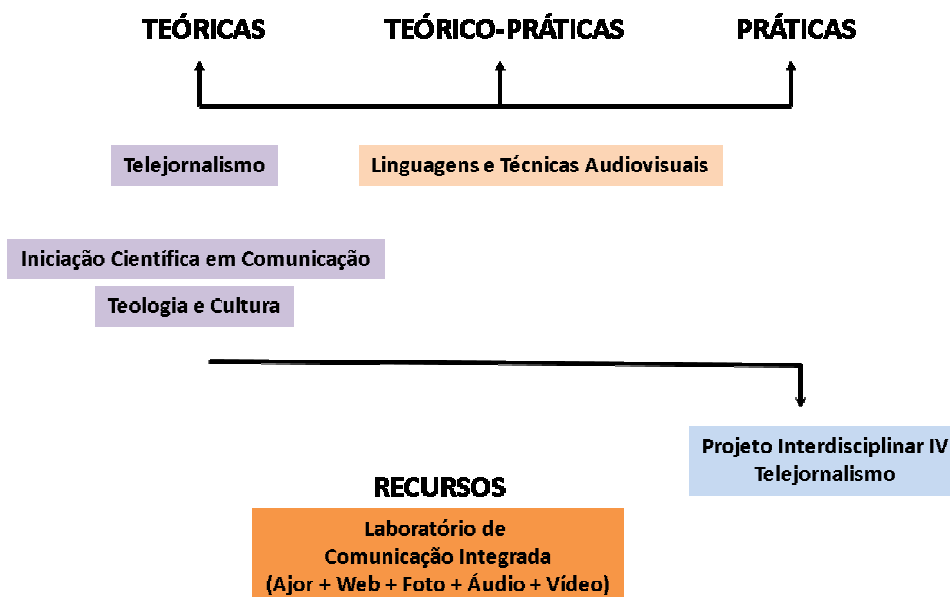 TEÓRICAS
TEÓRICO-PRÁTICAS
PRÁTICAS
Telejornalismo
Linguagens e Técnicas Audiovisuais
Iniciação Científica em Comunicação
Teologia e Cultura
Projeto Interdisciplinar IV
Telejornalismo
RECURSOS
Laboratório de
Comunicação Integrada
(Ajor + Web + Foto + Áudio + Vídeo)